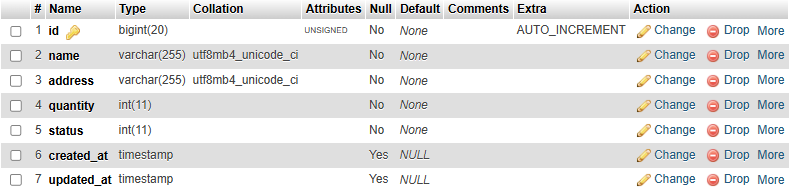 # Name Type Collation Attributes Null Default Comments Extra Action
1 id bigint(20) UNSIGNED No None AUTO_INCREMENT Change Drop More
2 name varchar(255) utf8mb4_unicode_ci No None Change Drop More
3 address varchar(255) utf8mb4_unicode_ci No None Change Drop More
4 quantity int(11) No None Change Drop More
5 status int(11) No None Change Drop More
6 created_at timestamp Yes NULL Change Drop More
7 updated_at timestamp Yes NULL Change Drop More